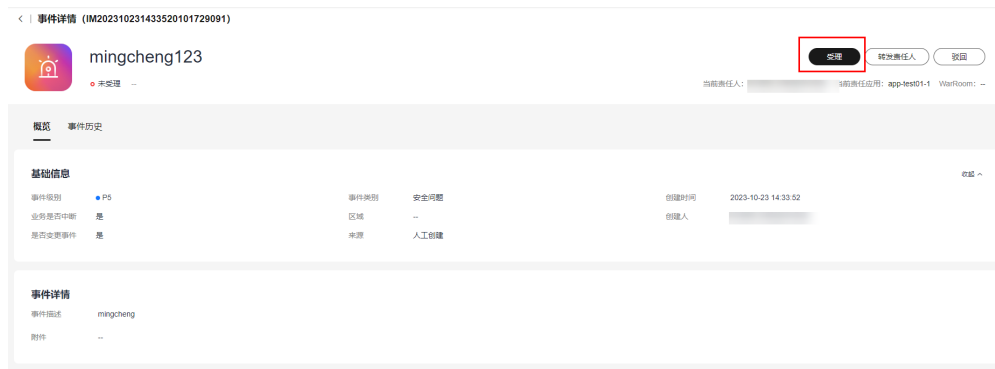 < | 事件详情 (IM20231023143352010172909​1)
mingcheng123
受理 转发责任人 驳回
未受理 --
当前责任人： 当前责任应用： app-test01-1 WarRoom： --
概览 事件历史
基础信息 收起
事件级别 P5 事件类别 安全问题 创建时间 2023-10-23 14:33:52
业务是否中断 是 区域 -- 创建人
是否变更事件 是 来源 人工创建
事件详情
事件描述 mingcheng
附件 --